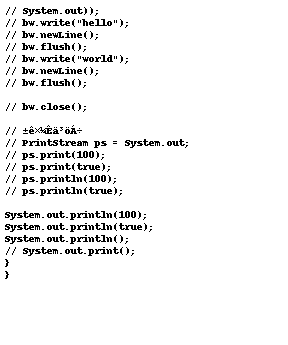 // System.out));
// bw.write("hello");
// bw.newLine();
// bw.flush();
// bw.write("world");
// bw.newLine();
// bw.flush();
// bw.close();
// ±ê×¼Êä³öÁ÷
// PrintStream ps = System.out;
// ps.print(100);
// ps.print(true);
// ps.println(100);
// ps.println(true);
System.out.println(100);
System.out.println(true);
System.out.println();
// System.out.print();
}
}